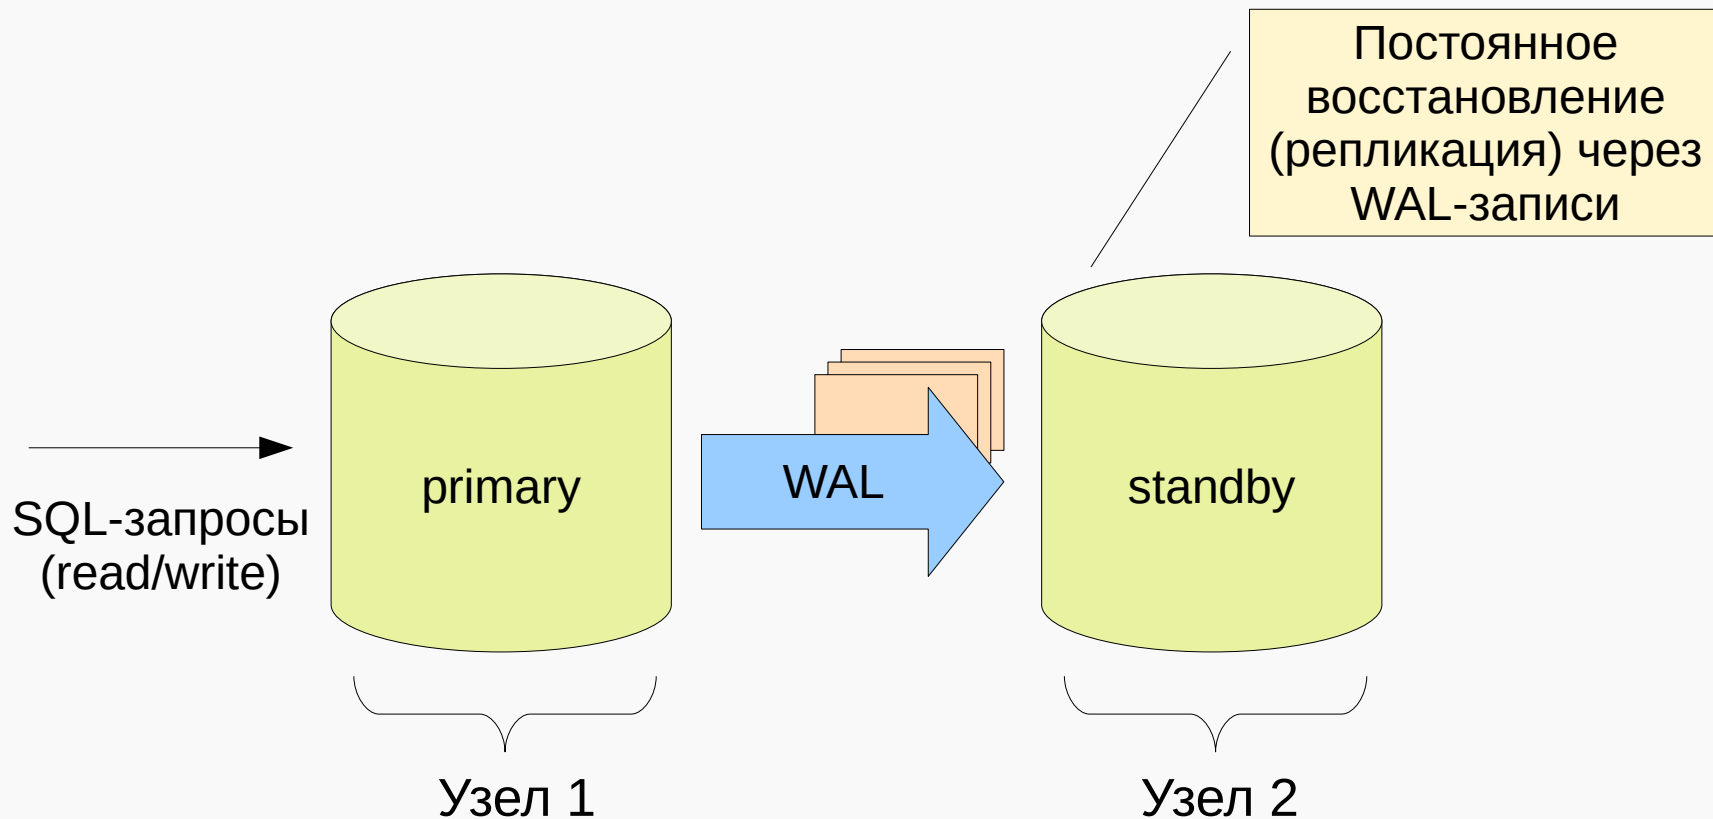 Постоянное
восстановление
(репликация) через
WAL-записи
primary
WAL
standby
SQL-запросы
(read/write)
Узел 1
Узел 2